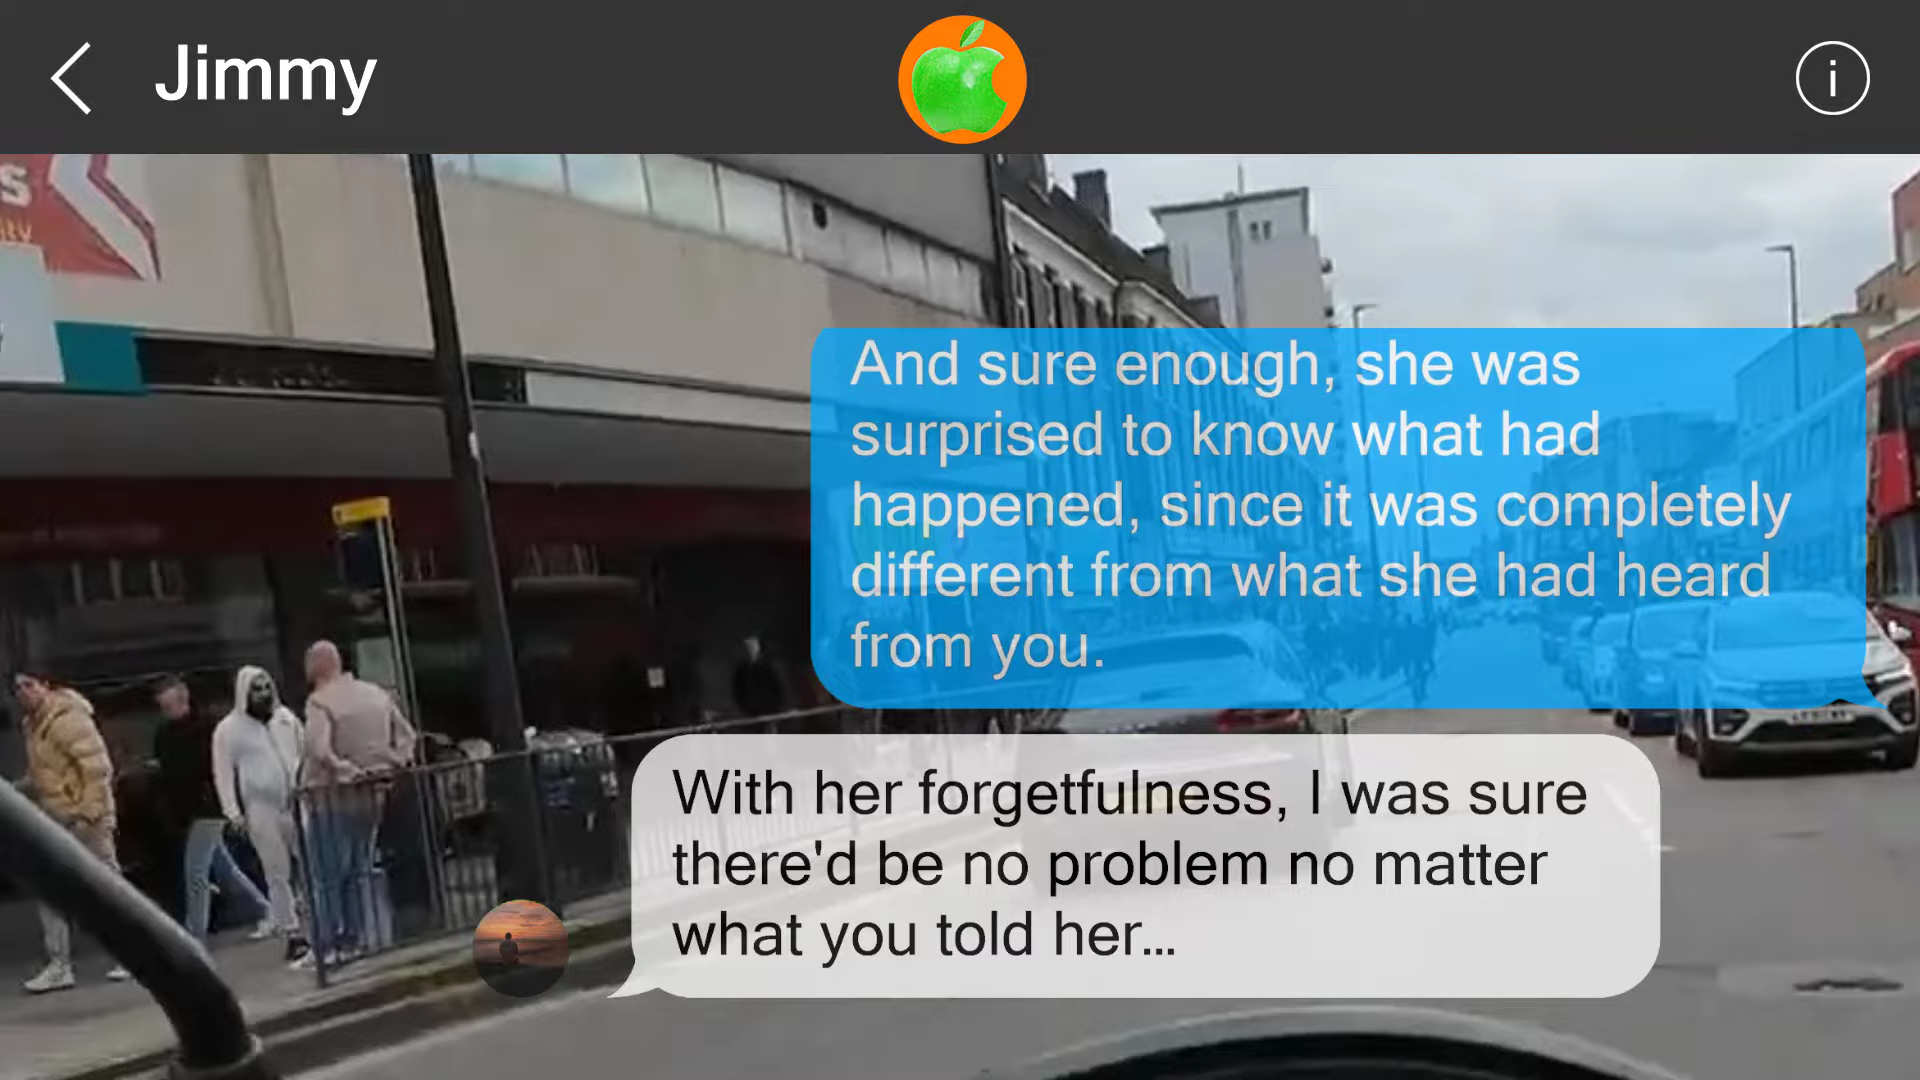 Jimmy
i
S
And sure enough, she was
surprised to know what had
happened, since it was completely
different from what she had heard
from you.
With her forgetfulness, I was sure
there'd be no problem no matter
what you told her...